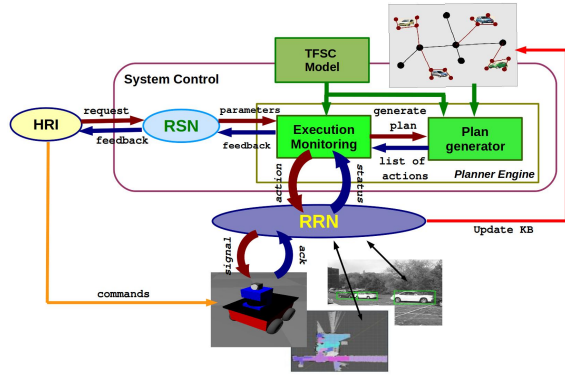 TFSC
Model
System Control
request
parameters
generate
plan
HRI
RSN
Execution
Monitoring
Plan
generator
feedback
feedback
list of
actions
Planner Engine
action
status
RRN
Update KB
signal
ack
commands